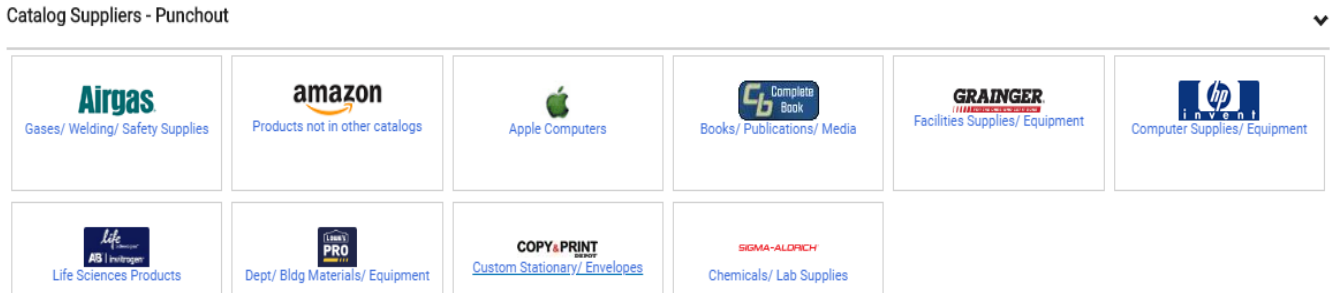 Catalog Suppliers - Punchout
Airgas
Gases/ Welding/ Safety Supplies
amazon
Products not in other catalogs
Apple Computers
Cb Complete
Book
Books/ Publications/ Media
GRAINGER
Facilities Supplies/ Equipment
hp
invent
Computer Supplies/ Equipment
life
AB | invitrogen
Life Sciences Products
LOWE'S
PRO
Dept/ Bldg Materials/ Equipment
COPY&PRINT
DEPOT
Custom Stationary/ Envelopes
SIGMA-ALDRICH
Chemicals/ Lab Supplies